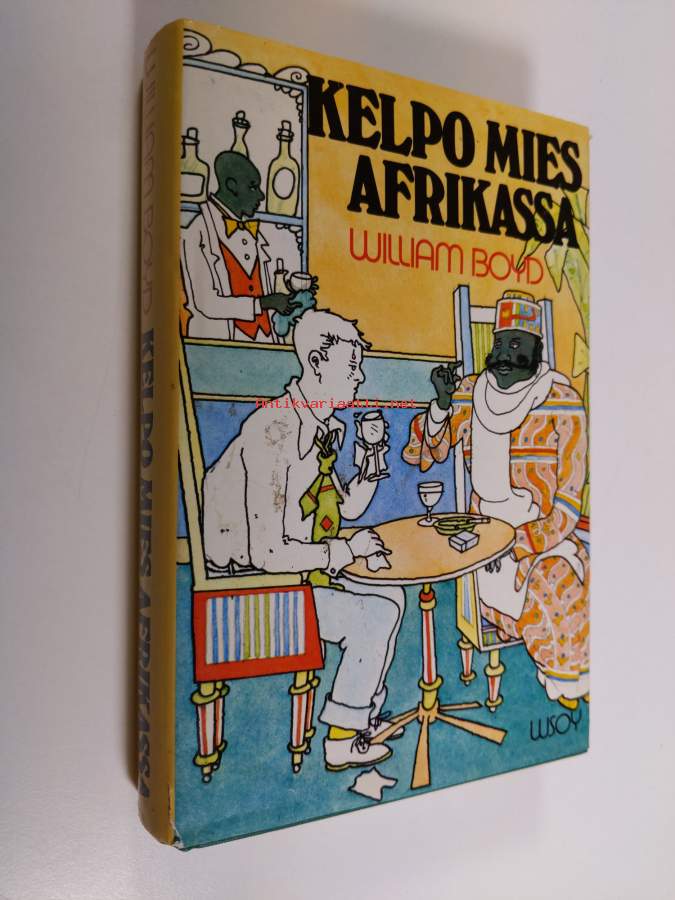 KELPO MIES
AFRIKASSA
WILLIAM BOYD
WSOY
WILLIAM BOYD KELPO MIES AFRIKASSA
Antikvariaatti.net